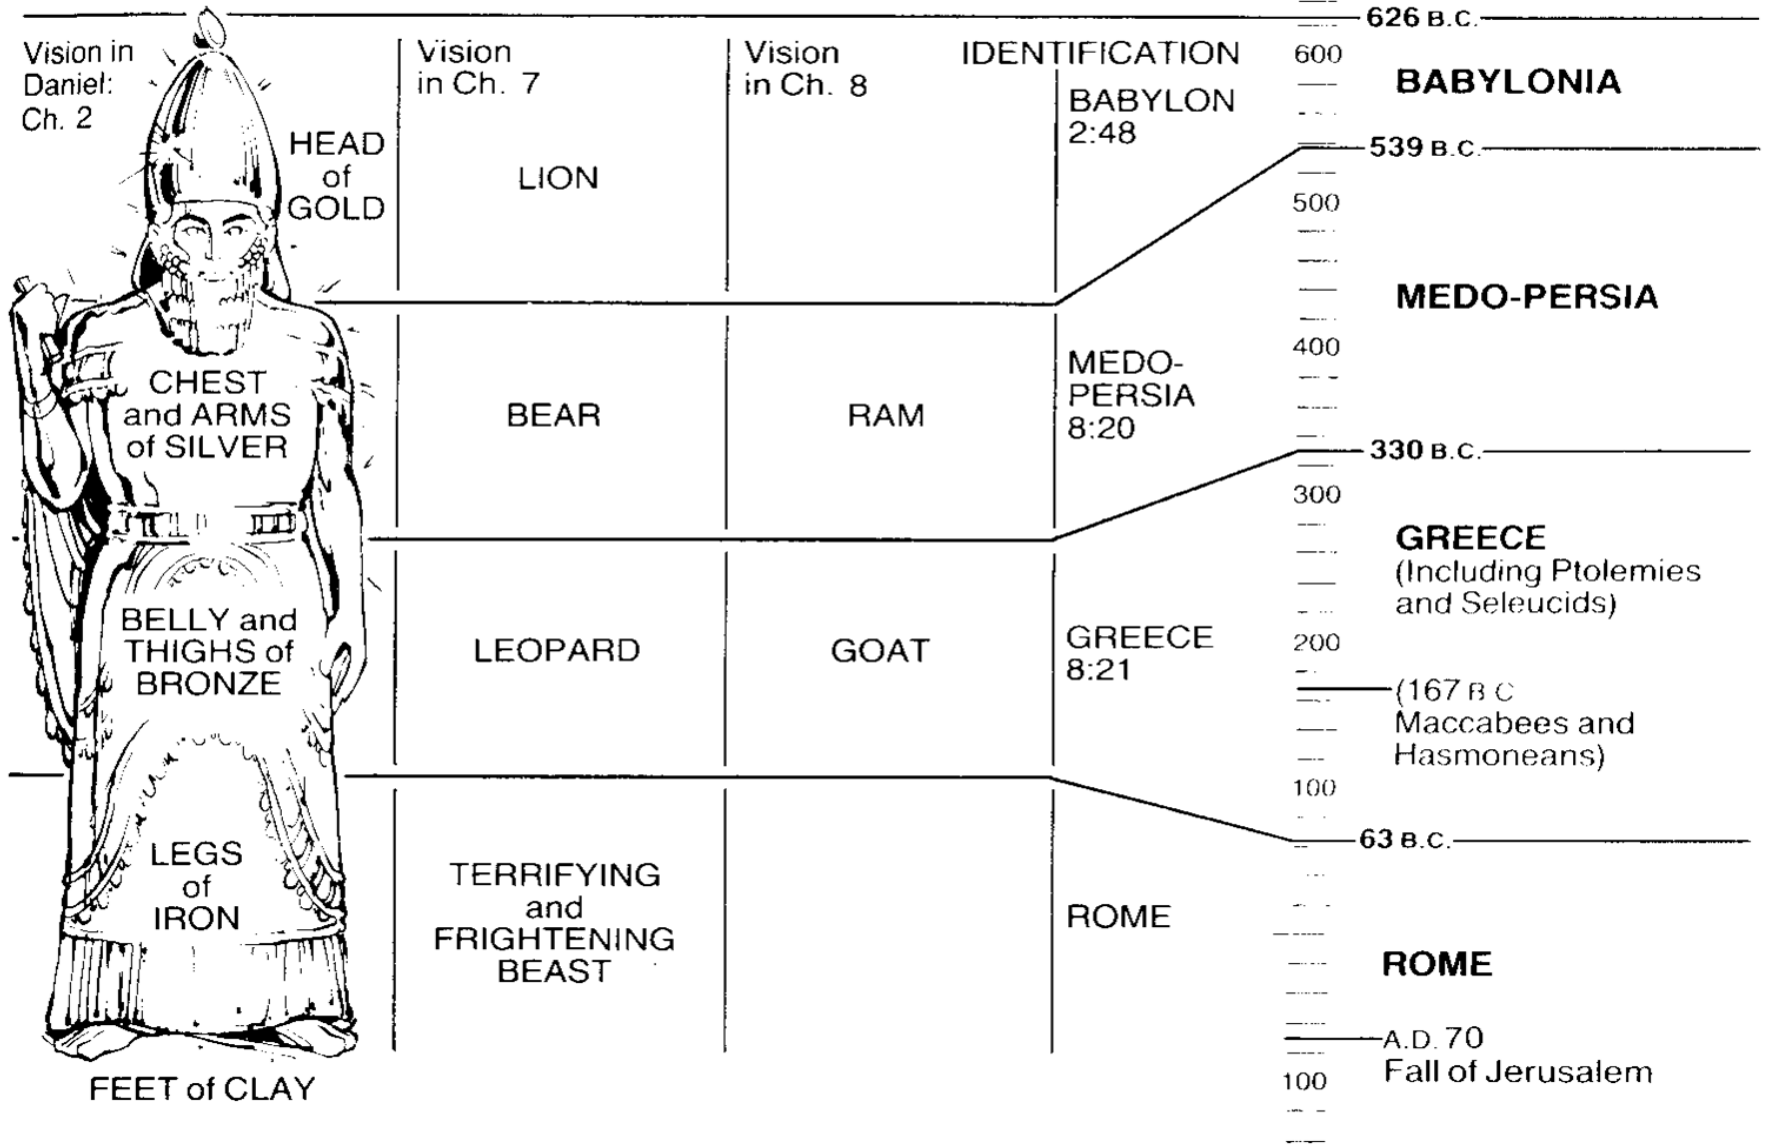 Vision in
Daniel:
Ch. 2
HEAD
of
GOLD
CHEST
and ARMS
of SILVER
BELLY and
THIGHS of
BRONZE
LEGS
of
IRON
FEET of CLAY
Vision
in Ch. 7
LION
BEAR
LEOPARD
TERRIFYING
and
FRIGHTENING
BEAST
Vision
in Ch. 8
RAM
GOAT
IDENTIFICATION
BABYLON
2:48
MEDO-
PERSIA
8:20
GREECE
8:21
ROME
626 B.C.
600
BABYLONIA
539 B.C.
500
MEDO-PERSIA
400
330 B.C.
300
GREECE
(Including Ptolemies
and Seleucids)
200
(167 B C
Maccabees and
Hasmoneans)
100
63 B.C.
ROME
A.D. 70
Fall of Jerusalem
100